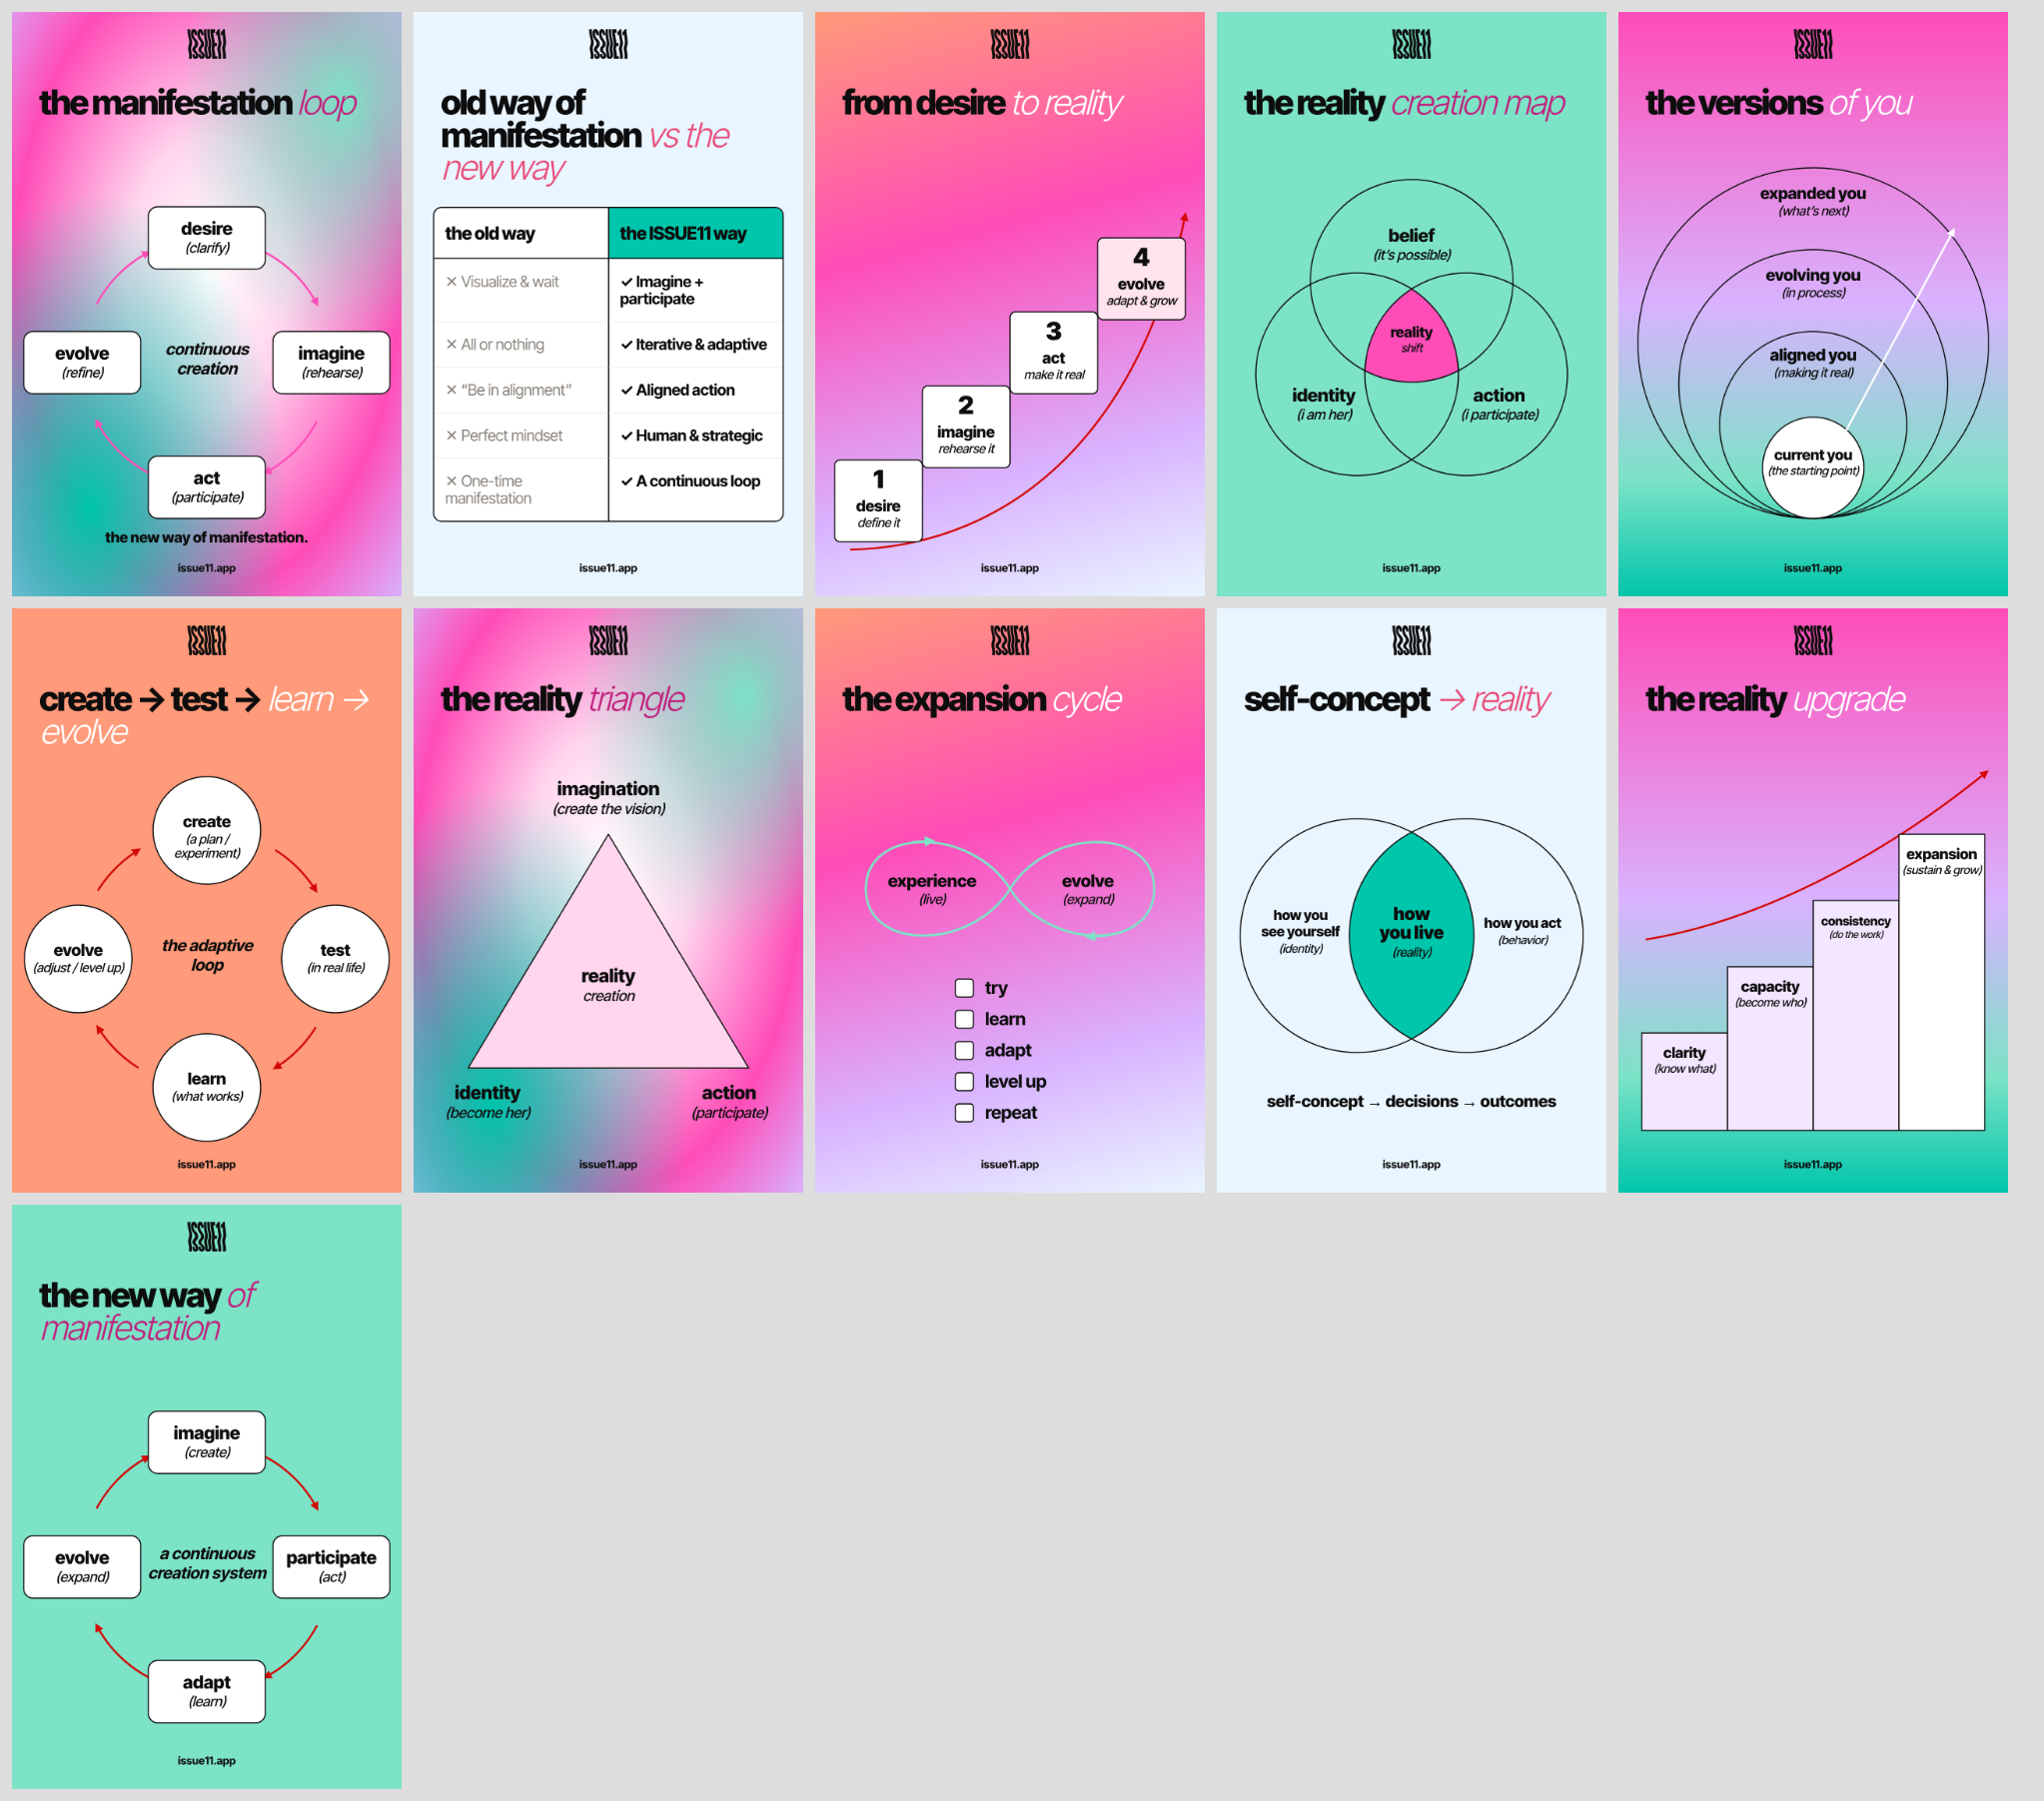 ISSUE11
the manifestation loop
desire
(clarify)
evolve
(refine)
continuous
creation
imagine
(rehearse)
act
(participate)
the new way of manifestation.
issue11.app
ISSUE11
old way of
manifestation vs the
new way
the old way
the ISSUE11 way
✕ Visualize & wait
✓ Imagine +
participate
✕ All or nothing
✓ Iterative & adaptive
✕ “Be in alignment”
✓ Aligned action
✕ Perfect mindset
✓ Human & strategic
✕ One-time
manifestation
✓ A continuous loop
issue11.app
ISSUE11
from desire to reality
4
evolve
adapt & grow
3
act
make it real
2
imagine
rehearse it
1
desire
define it
issue11.app
ISSUE11
the reality creation map
belief
(it’s possible)
reality
shift
identity
(i am her)
action
(i participate)
issue11.app
ISSUE11
the versions of you
expanded you
(what’s next)
evolving you
(in process)
aligned you
(making it real)
current you
(the starting point)
issue11.app
ISSUE11
create → test → learn →
evolve
create
(a plan /
experiment)
evolve
(adjust / level up)
the adaptive
loop
test
(in real life)
learn
(what works)
issue11.app
ISSUE11
the reality triangle
imagination
(create the vision)
reality
creation
identity
(become her)
action
(participate)
issue11.app
ISSUE11
the expansion cycle
experience
(live)
evolve
(expand)
try
learn
adapt
level up
repeat
issue11.app
ISSUE11
self-concept → reality
how you
see yourself
(identity)
how
you live
(reality)
how you act
(behavior)
self-concept → decisions → outcomes
issue11.app
ISSUE11
the reality upgrade
expansion
(sustain & grow)
consistency
(do the work)
capacity
(become who)
clarity
(know what)
issue11.app
ISSUE11
the new way of
manifestation
imagine
(create)
evolve
(expand)
a continuous
creation system
participate
(act)
adapt
(learn)
issue11.app